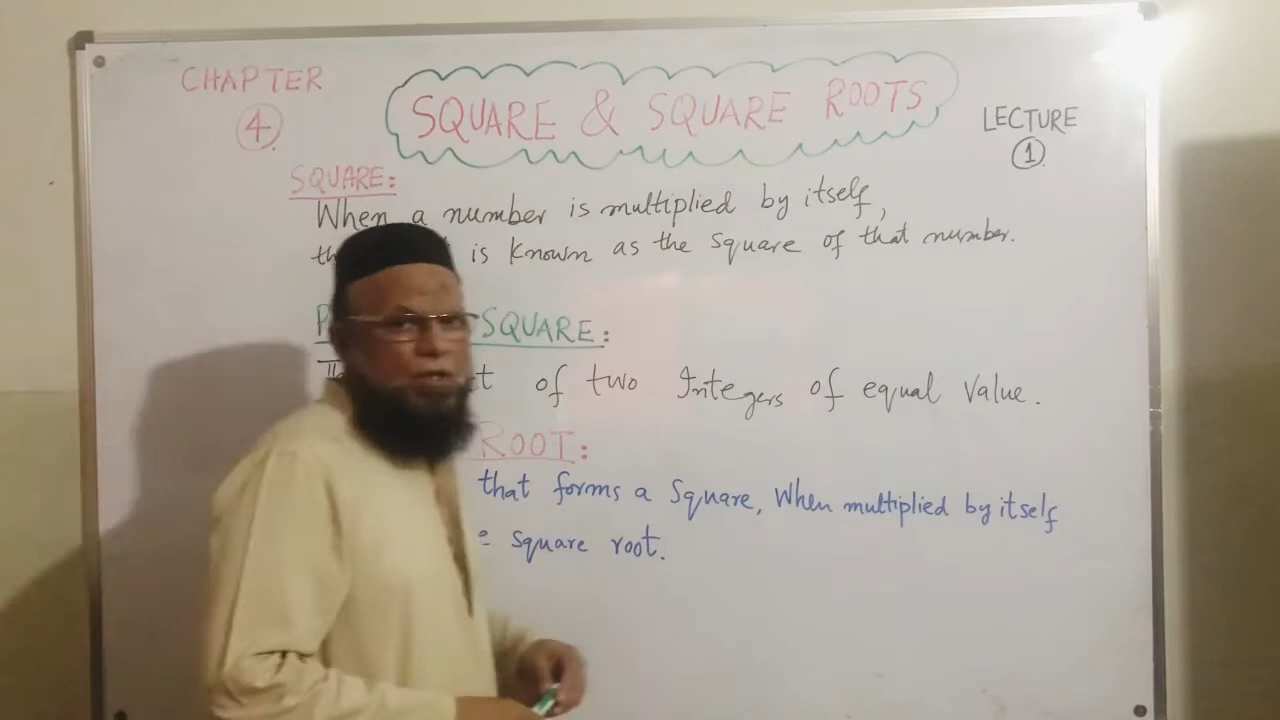 CHAPTER
4
SQUARE & SQUARE ROOTS
LECTURE
1
SQUARE:
When a number is multiplied by itself,
is known as the square of that number.
SQUARE:
of two Integers of equal Value.
ROOT:
that forms a Square, When multiplied by itself
square root.